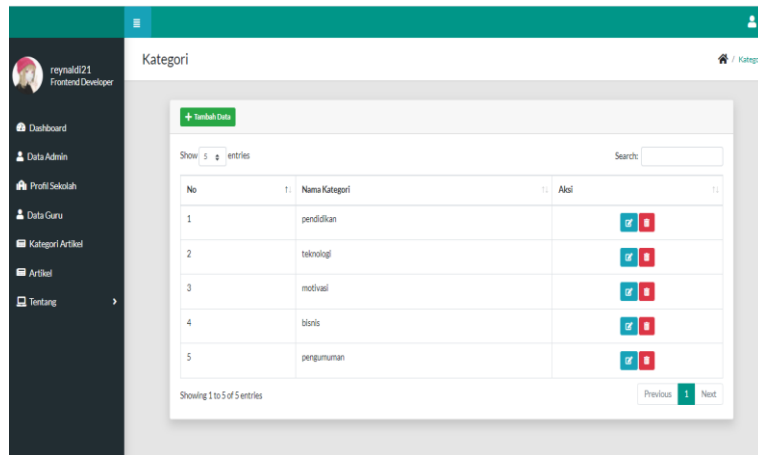 reynaldi21
Frontend Developer
Dashboard
Data Admin
Profil Sekolah
Data Guru
Kategori Artikel
Artikel
Tentang
Kategori
/ Katego
+ Tambah Data
Show 5 entries
Search:
No Nama Kategori Aksi
1 pendidikan
2 teknologi
3 motivasi
4 bisnis
5 pengumuman
Showing 1 to 5 of 5 entries
Previous 1 Next